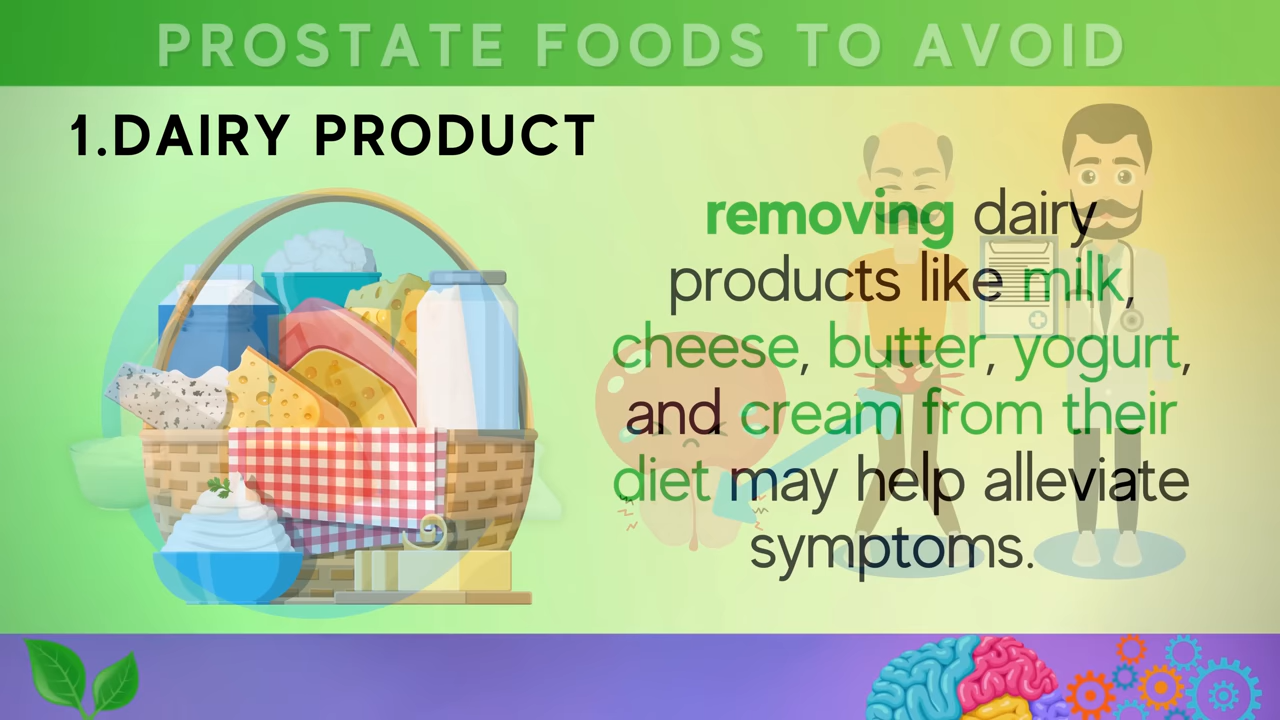 PROSTATE FOODS TO AVOID
1.DAIRY PRODUCT
removing dairy
products like milk,
cheese, butter, yogurt,
and cream from their
diet may help alleviate
symptoms.